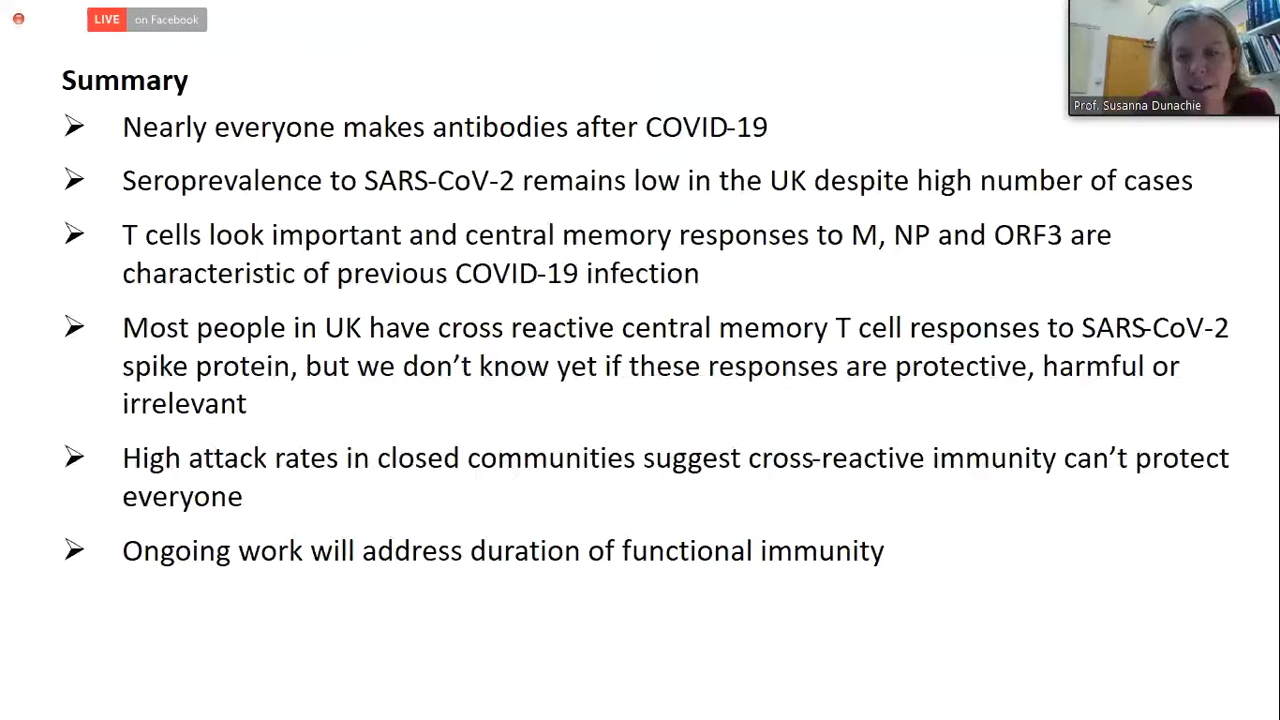 LIVE on Facebook
Prof. Susanna Dunachie
Summary
➢ Nearly everyone makes antibodies after COVID-19
➢ Seroprevalence to SARS-CoV-2 remains low in the UK despite high number of cases
➢ T cells look important and central memory responses to M, NP and ORF3 are
characteristic of previous COVID-19 infection
➢ Most people in UK have cross reactive central memory T cell responses to SARS-CoV-2
spike protein, but we don’t know yet if these responses are protective, harmful or
irrelevant
➢ High attack rates in closed communities suggest cross-reactive immunity can’t protect
everyone
➢ Ongoing work will address duration of functional immunity